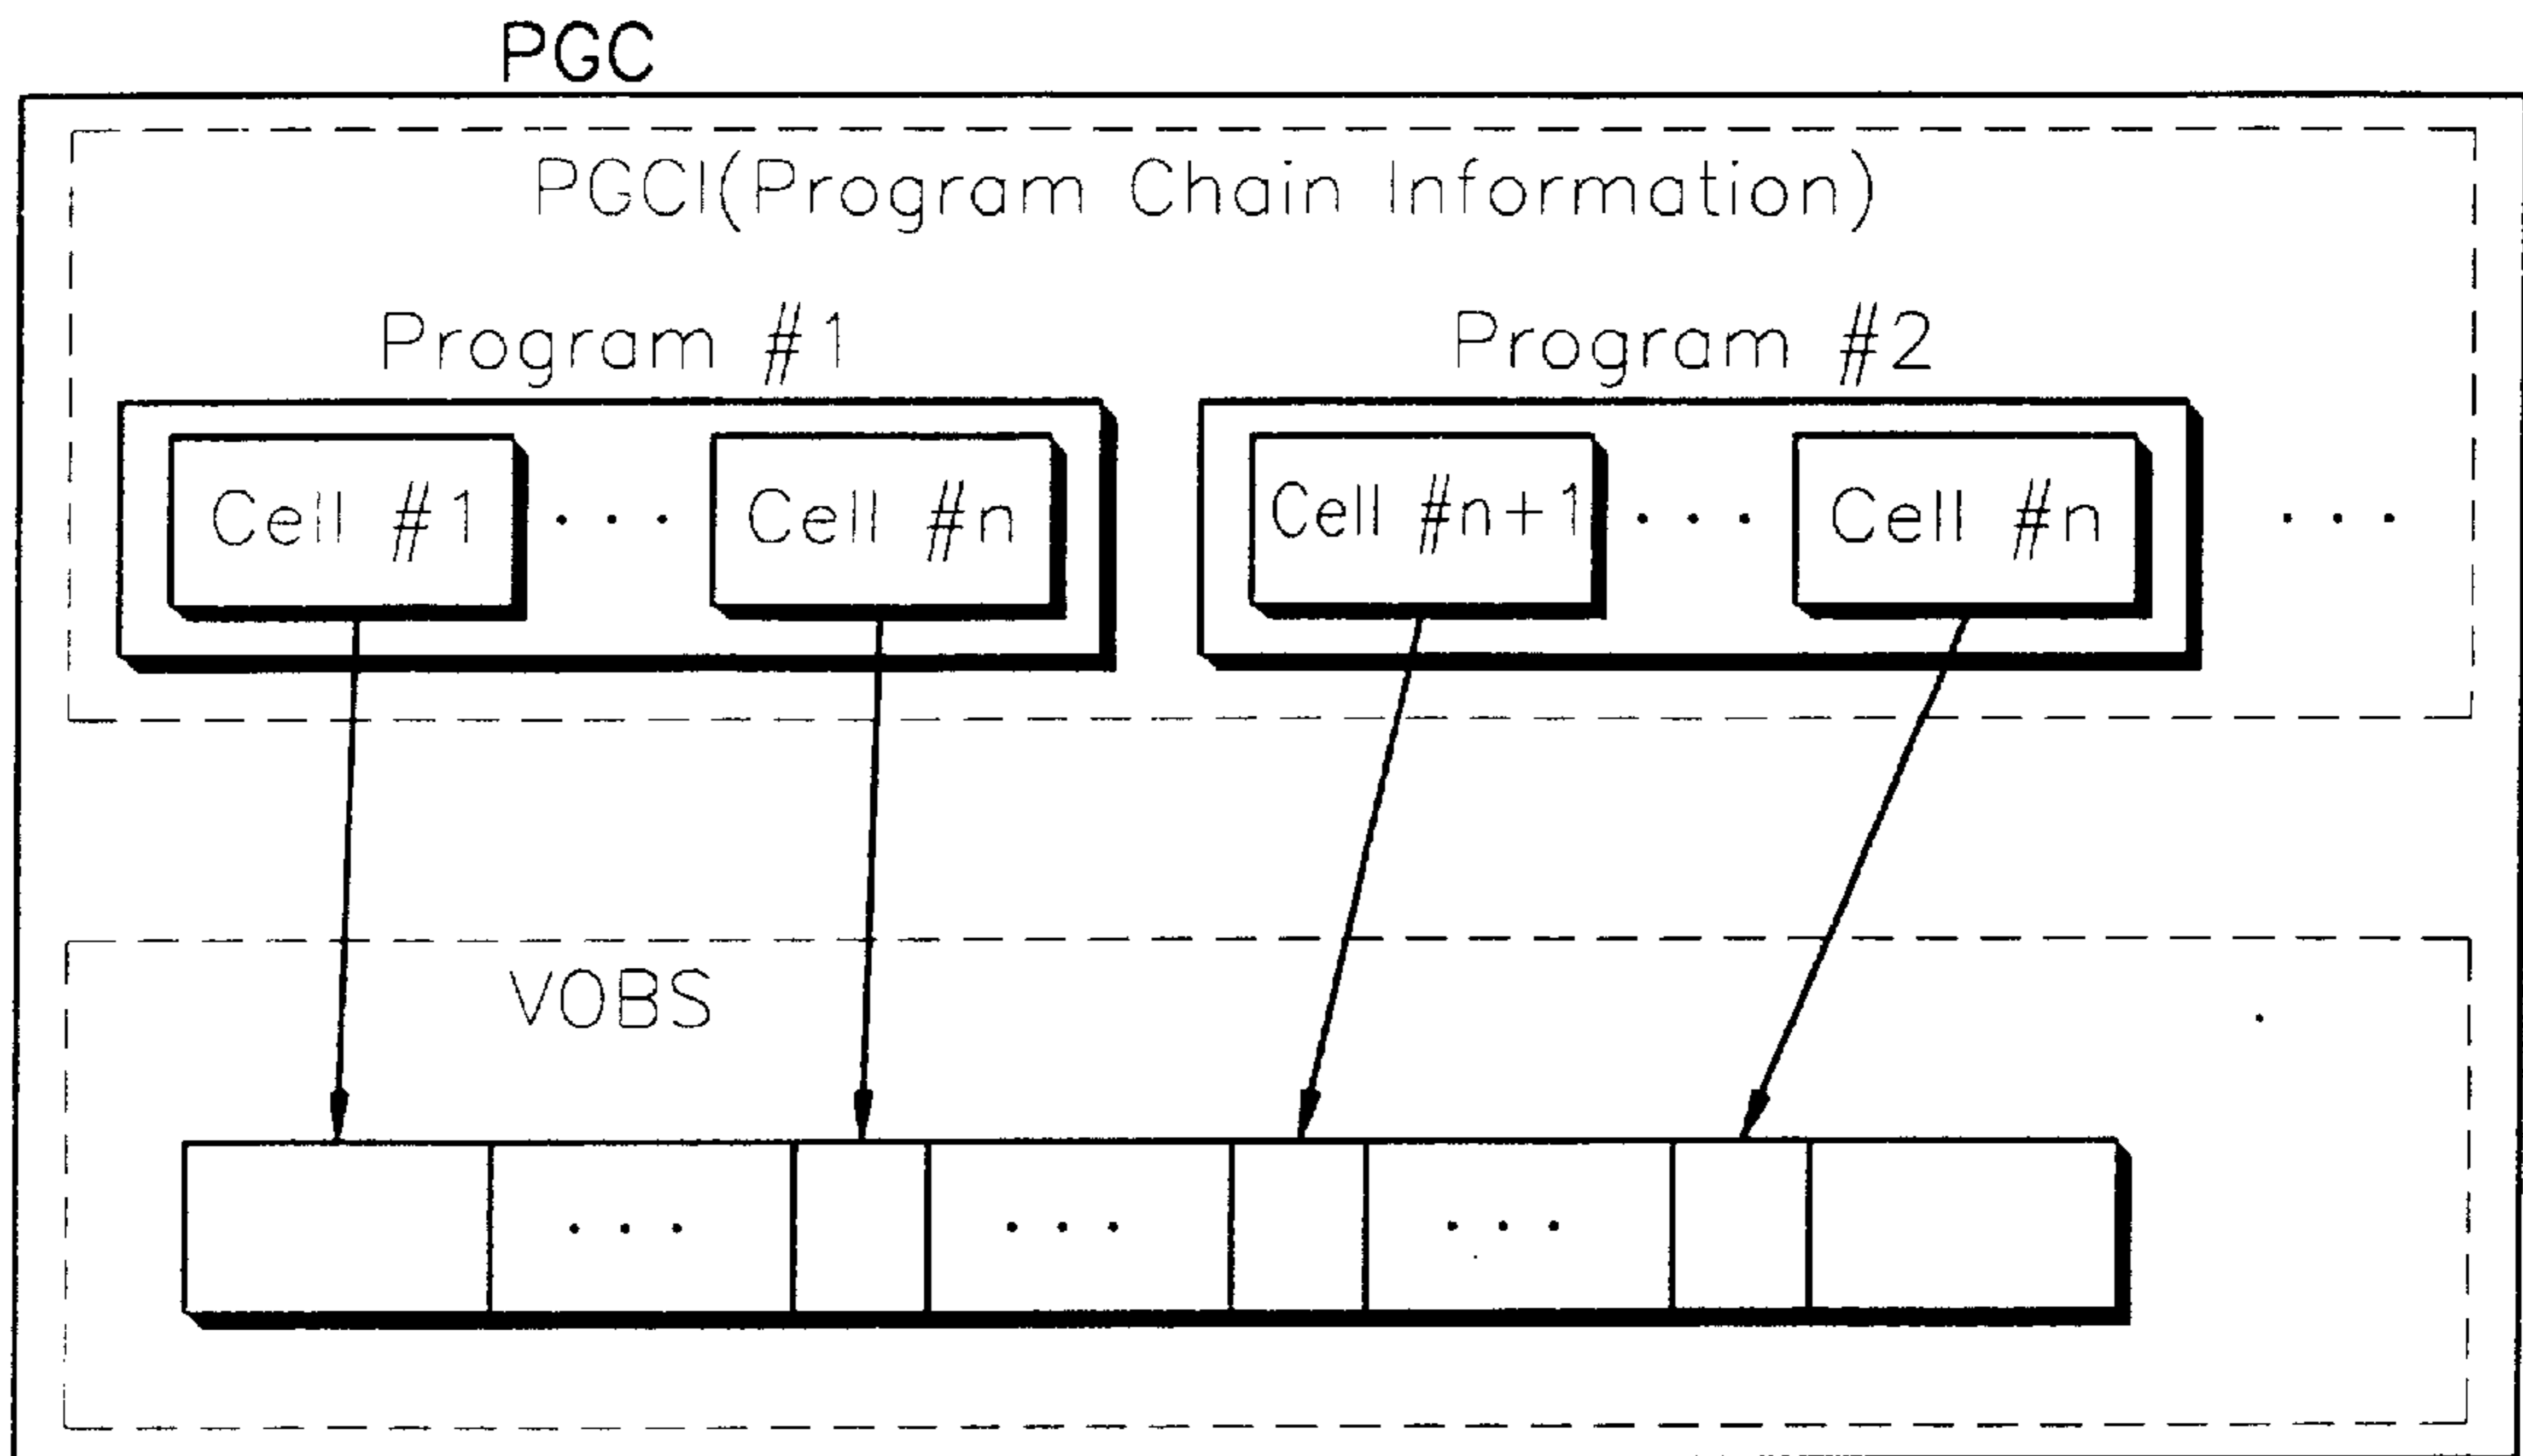 PGC
PGCI(Program Chain Information)
Program #1
Program #2
Cell #1 ... Cell #n
Cell #n+1 ... Cell #n ...
VOBS
... ... ...